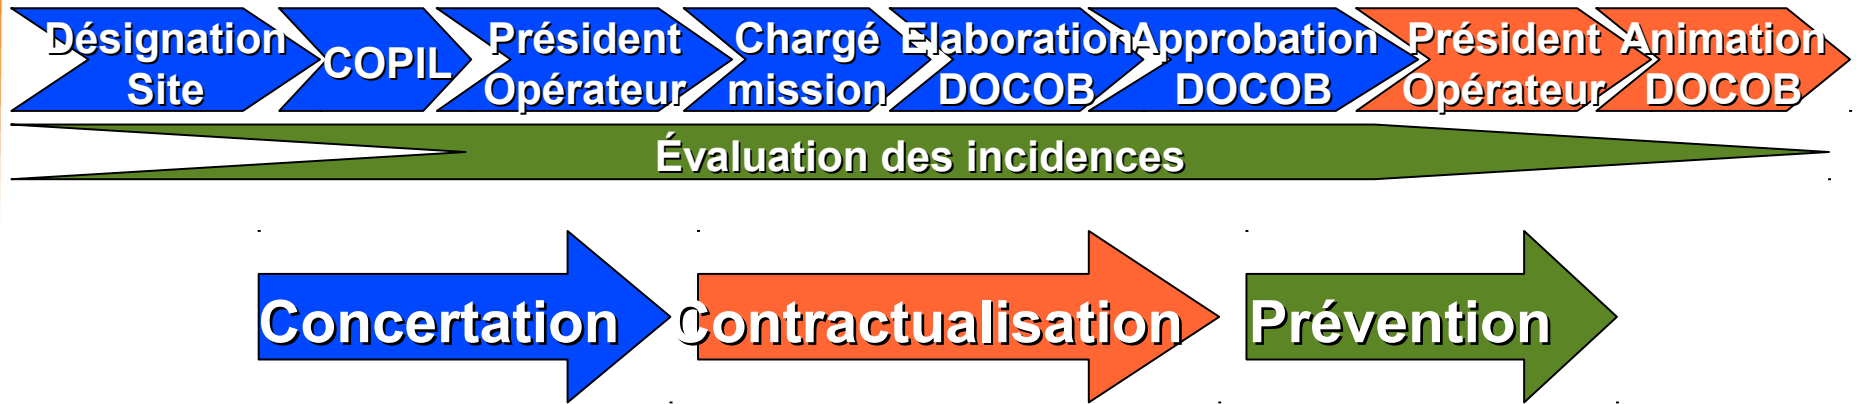 Désignation
Site
COPIL
Président
Opérateur
Chargé
mission
Elaboration
DOCOB
Approbation
DOCOB
Président
Opérateur
Animation
DOCOB
Évaluation des incidences
Concertation
Contractualisation
Prévention